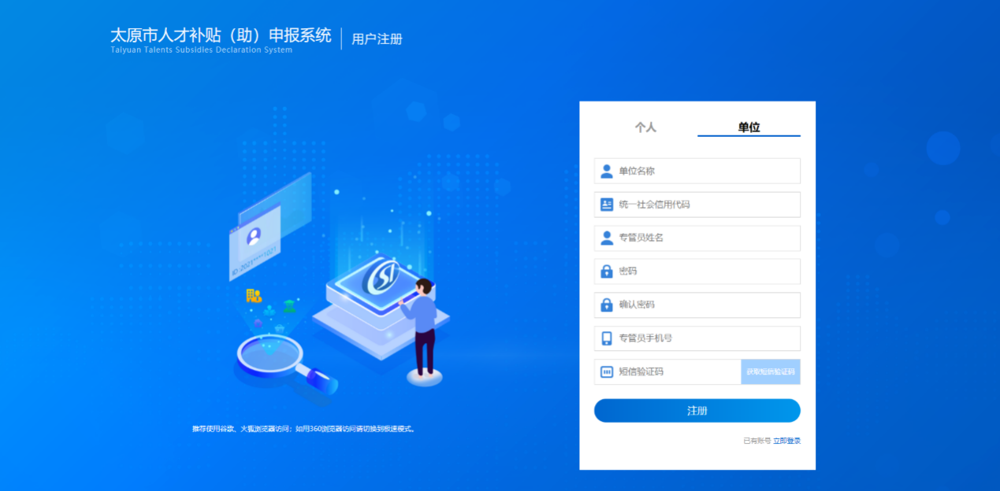 太原市人才补贴（助）申报系统
用户注册
Taiyuan Talents Subsidies Declaration System
个人
单位
单位名称
统一社会信用代码
专管员姓名
密码
确认密码
专管员手机号
短信验证码
获取短信验证码
注册
已有账号 立即登录
推荐使用谷歌、火狐浏览器访问；如用360浏览器访问请切换到极速模式。
ID:2021****1021